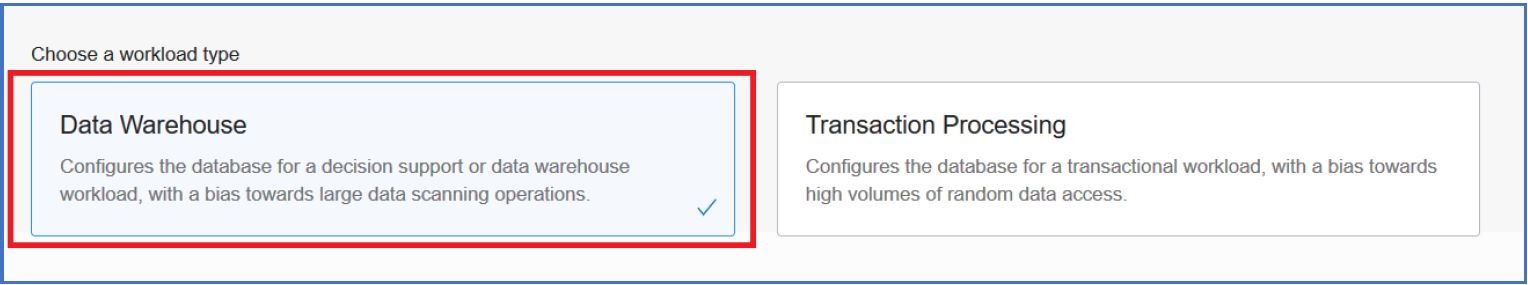 Choose a workload type
Data Warehouse
Configures the database for a decision support or data warehouse
workload, with a bias towards large data scanning operations.
Transaction Processing
Configures the database for a transactional workload, with a bias towards
high volumes of random data access.